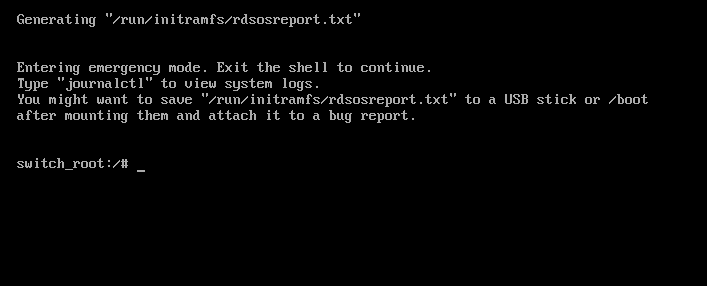 Generating "/run/initramfs/rdsosreport.txt"
Entering emergency mode. Exit the shell to continue.
Type "journalctl" to view system logs.
You might want to save "/run/initramfs/rdsosreport.txt" to a USB stick or /boot
after mounting them and attach it to a bug report.
switch_root:/# _